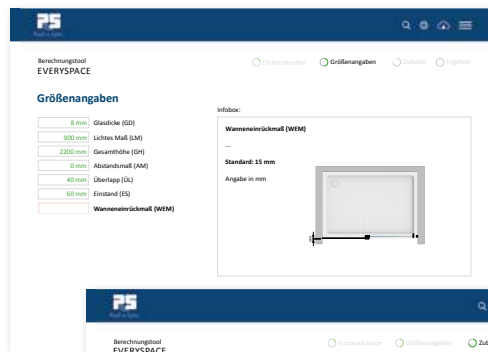 PS
Berechnungstool
EVERYSPACE
Einbausituation
Größenangaben
Zubehör
Ergebnis
Größenangaben
8 mm Glasdicke (GD)
900 mm Lichtes Maß (LM)
2200 mm Gesamthöhe (GH)
0 mm Abstandsmaß (AM)
40 mm Überlapp (ÜL)
60 mm Einstand (ES)
Wanneneinrückmaß (WEM)
Infobox:
Wanneneinrückmaß (WEM)
...
Standard: 15 mm
Angabe in mm
PS
Berechnungstool
EVERYSPACE
Einbausituation
Größenangaben